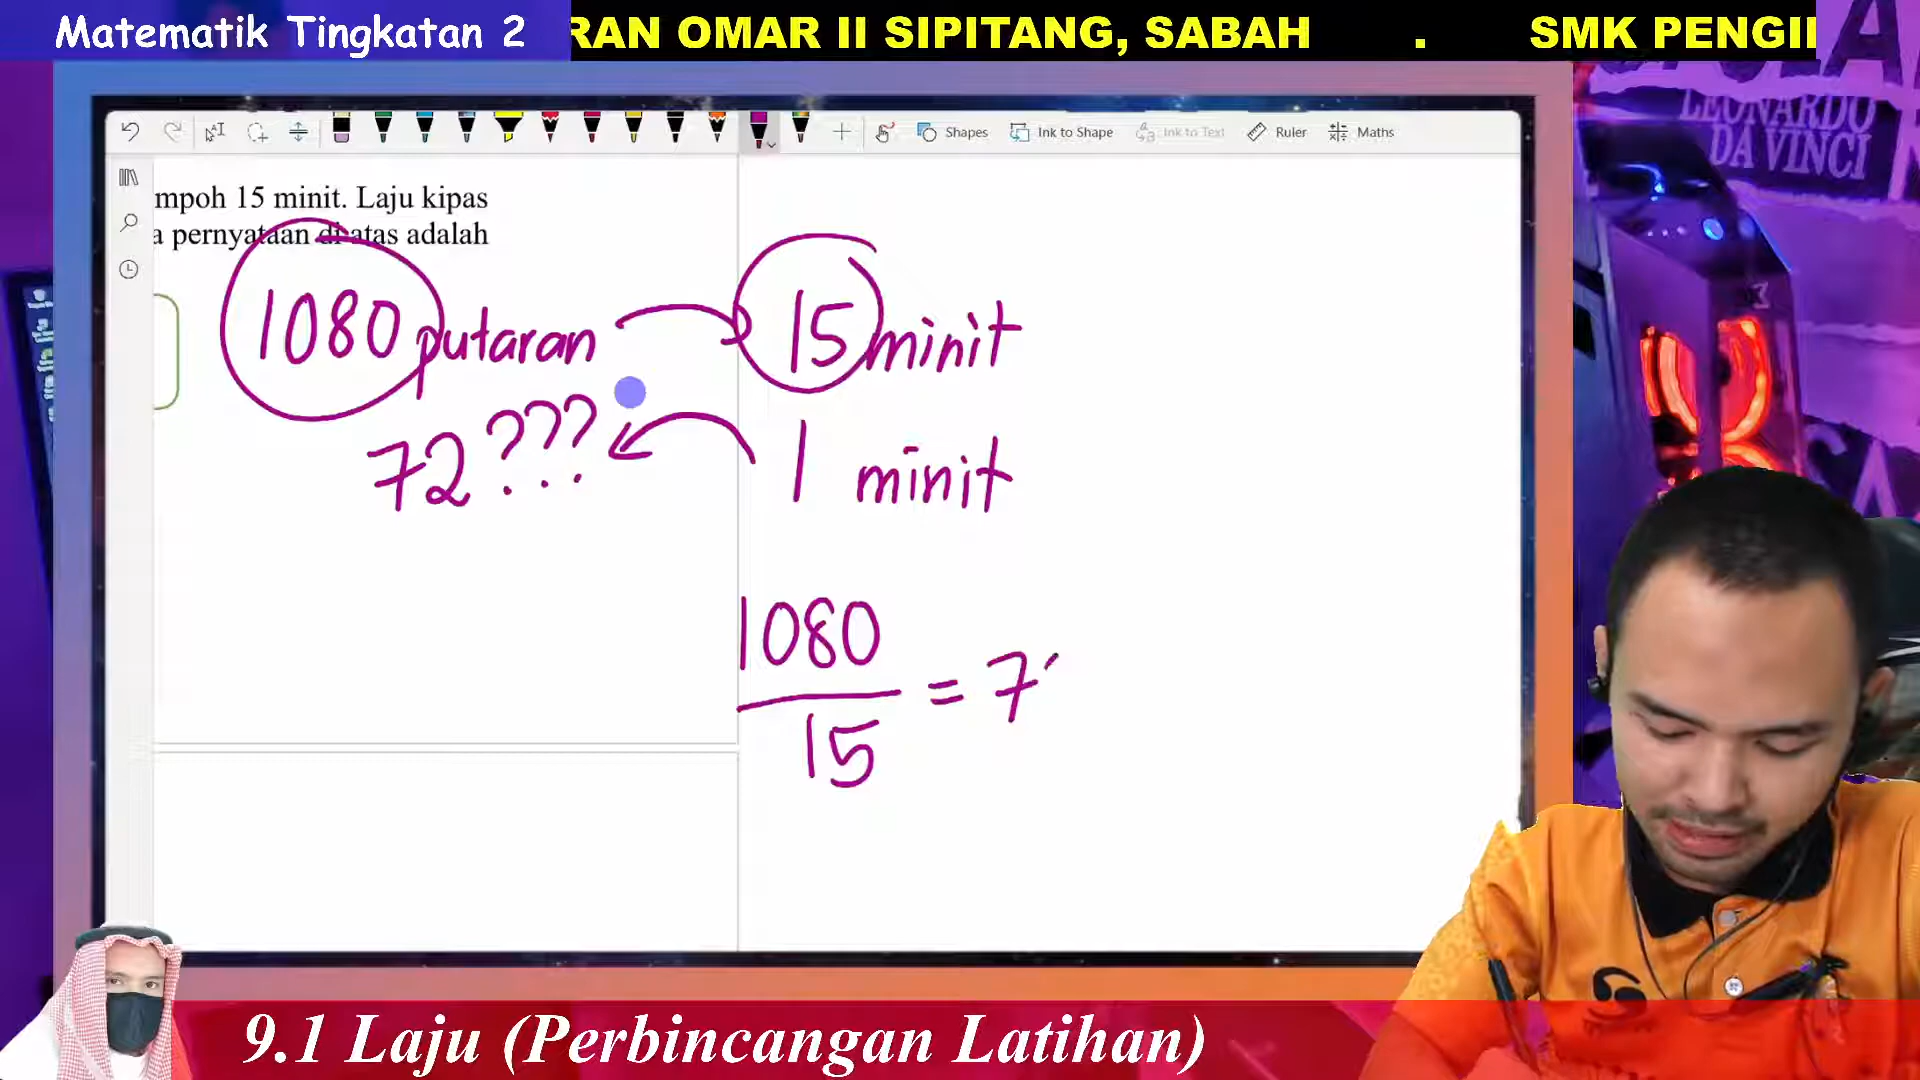 Matematik Tingkatan 2
RAN OMAR II SIPITANG, SABAH . SMK PENGI
LEONARDO
DA VINCI
Shapes Ink to Shape Ink to Text Ruler Maths
mpoh 15 minit. Laju kipas
a pernyataan di atas adalah
1080 putaran 15 minit
72 ??? 1 minit
1080
15
= 7
9.1 Laju (Perbincangan Latihan)